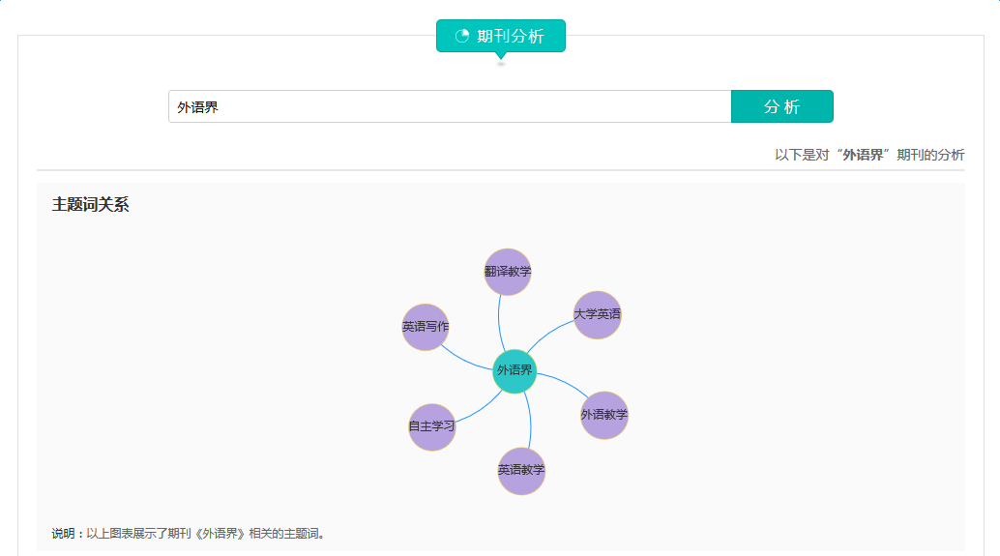 期刊分析
外语界
分 析
以下是对“外语界”期刊的分析
主题词关系
翻译教学
大学英语
英语写作
外语界
外语教学
自主学习
英语教学
说明：以上图表展示了期刊《外语界》相关的主题词。